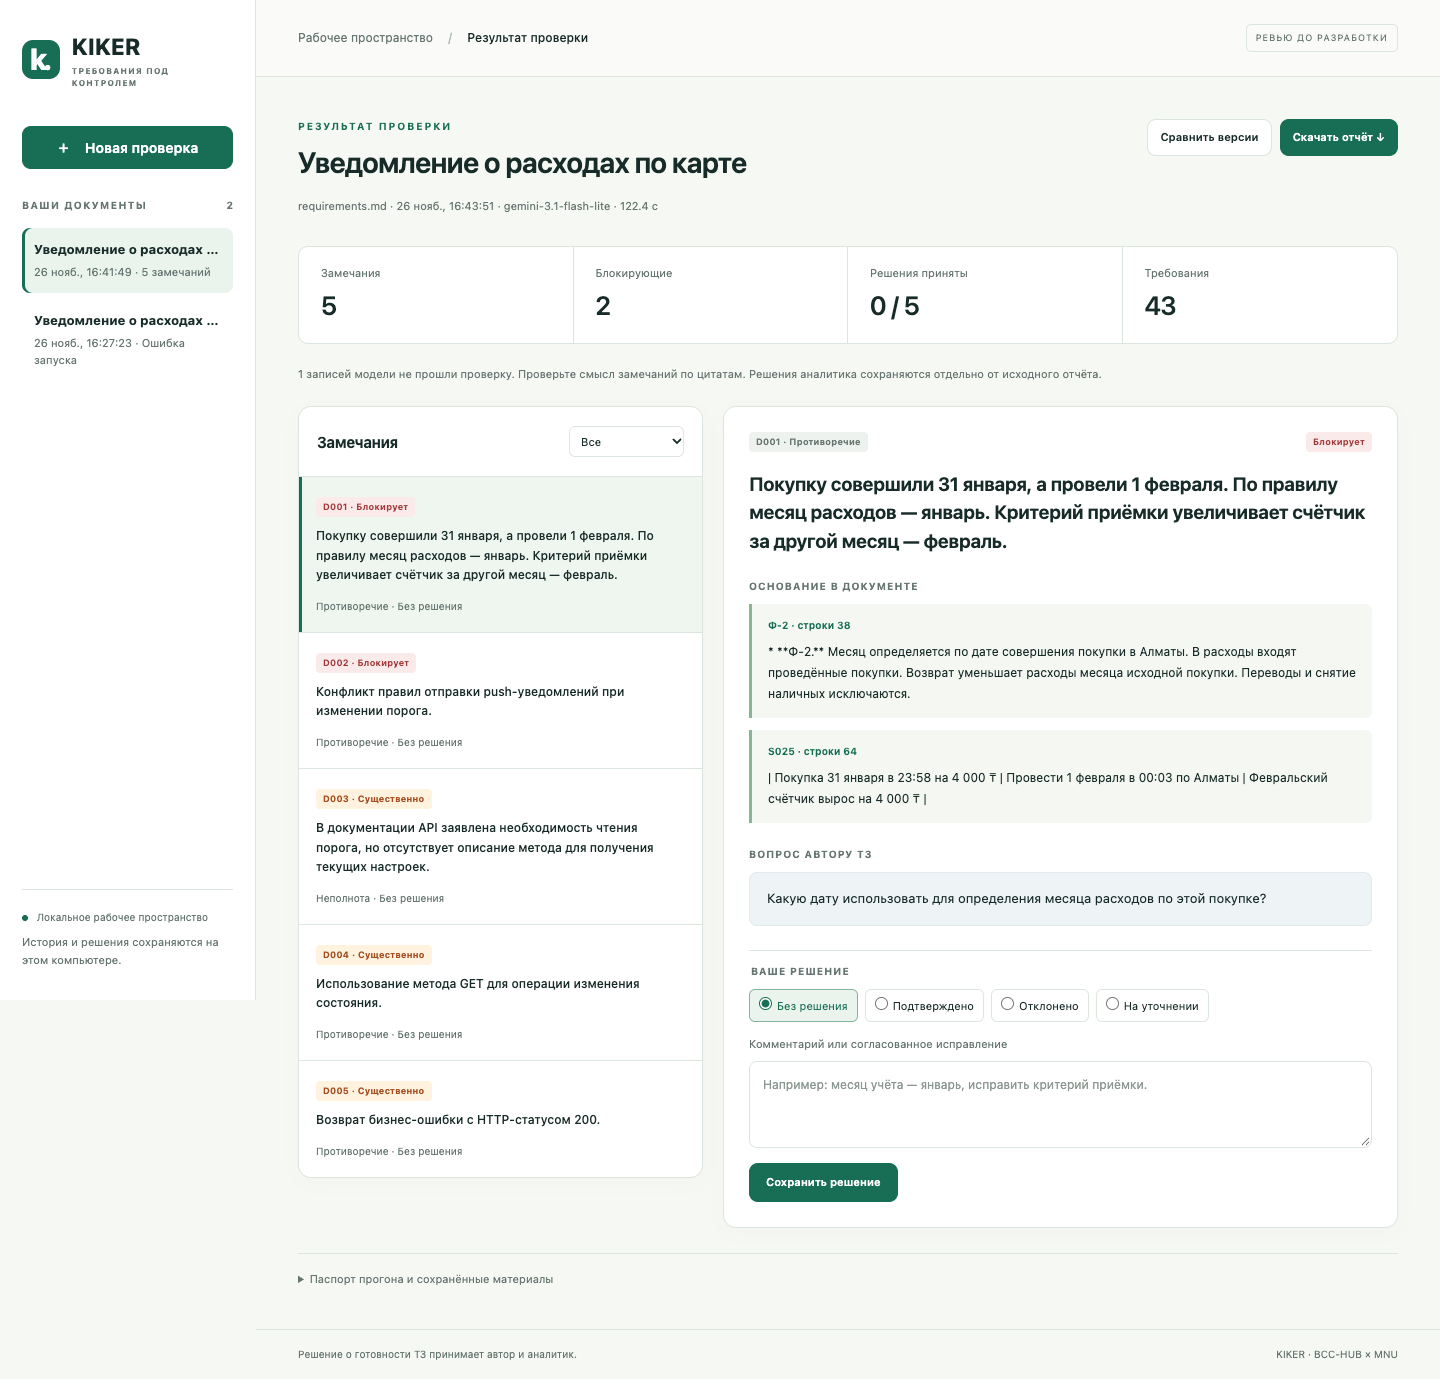 KIKER
ТРЕБОВАНИЯ ПОД
КОНТРОЛЕМ
+ Новая проверка
ВАШИ ДОКУМЕНТЫ 2
Уведомление о расходах ...
26 нояб., 16:41:49 · 5 замечаний
Уведомление о расходах ...
26 нояб., 16:27:23 · Ошибка
запуска
Локальное рабочее пространство
История и решения сохраняются на
этом компьютере.
Рабочее пространство / Результат проверки
РЕВЬЮ ДО РАЗРАБОТКИ
РЕЗУЛЬТАТ ПРОВЕРКИ
Уведомление о расходах по карте
requirements.md · 26 нояб., 16:43:51 · gemini-3.1-flash-lite · 122.4 с
Сравнить версии
Скачать отчёт ↓
Замечания
5
Блокирующие
2
Решения приняты
0 / 5
Требования
43
1 записей модели не прошли проверку. Проверьте смысл замечаний по цитатам. Решения аналитика сохраняются отдельно от исходного отчёта.
Замечания
Все
D001 · Блокирует
Покупку совершили 31 января, а провели 1 февраля. По
правилу месяц расходов — январь. Критерий приёмки
увеличивает счётчик за другой месяц — февраль.
Противоречие · Без решения
D002 · Блокирует
Конфликт правил отправки push-уведомлений при
изменении порога.
Противоречие · Без решения
D003 · Существенно
В документации API заявлена необходимость чтения
порога, но отсутствует описание метода для получения
текущих настроек.
Неполнота · Без решения
D004 · Существенно
Использование метода GET для операции изменения
состояния.
Противоречие · Без решения
D005 · Существенно
Возврат бизнес-ошибки с HTTP-статусом 200.
Противоречие · Без решения
D001 · Противоречие
Блокирует
Покупку совершили 31 января, а провели 1 февраля. По правилу
месяц расходов — январь. Критерий приёмки увеличивает счётчик
за другой месяц — февраль.
ОСНОВАНИЕ В ДОКУМЕНТЕ
Ф-2 · строки 38
* **Ф-2.** Месяц определяется по дате совершения покупки в Алматы. В расходы входят
проведённые покупки. Возврат уменьшает расходы месяца исходной покупки. Переводы и снятие
наличных исключаются.
S025 · строки 64
| Покупка 31 января в 23:58 на 4 000 ₸ | Провести 1 февраля в 00:03 по Алматы | Февральский
счётчик вырос на 4 000 ₸ |
ВОПРОС АВТОРУ ТЗ
Какую дату использовать для определения месяца расходов по этой покупке?
ВАШЕ РЕШЕНИЕ
Без решения
Подтверждено
Отклонено
На уточнении
Комментарий или согласованное исправление
Например: месяц учёта — январь, исправить критерий приёмки.
Сохранить решение
Паспорт прогона и сохранённые материалы
Решение о готовности ТЗ принимает автор и аналитик.
KIKER · BCC-HUB × MNU